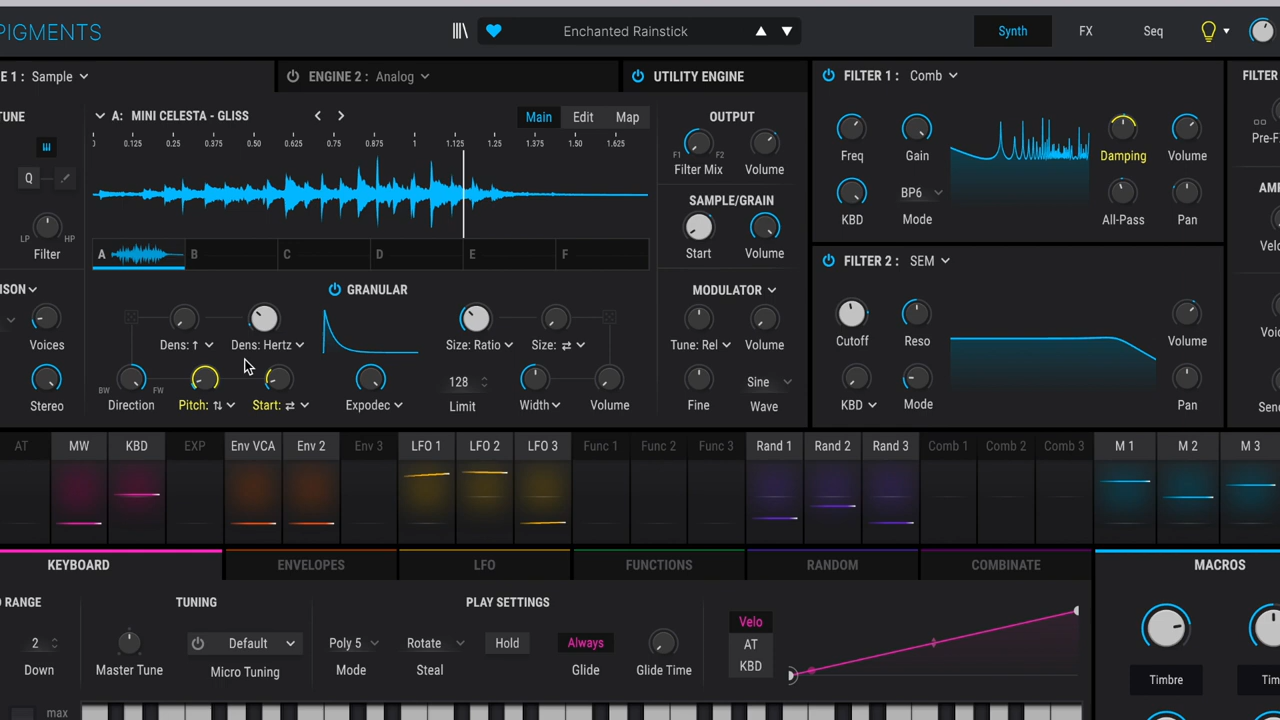 PIGMENTS
Enchanted Rainstick
Synth
FX
Seq
E 1 : Sample
ENGINE 2 : Analog
UTILITY ENGINE
FILTER 1 : Comb
FILTER
TUNE
A: MINI CELESTA - GLISS
Main
Edit
Map
OUTPUT
0 0.125 0.25 0.375 0.50 0.625 0.75 0.875 1 1.125 1.25 1.375 1.50 1.625
Pre-F
F1 F2
Filter Mix
Volume
Freq
Gain
Damping
Volume
Q
SAMPLE/GRAIN
BP6
KBD
Mode
All-Pass
Pan
LP HP
Filter
A B C D E F
Start
Volume
FILTER 2 : SEM
ISON
GRANULAR
MODULATOR
Voices
Dens: ↑
Dens: Hertz
Size: Ratio
Size: ⇄
Tune: Rel
Volume
Cutoff
Reso
Volume
BW FW
128
Sine
Stereo
Direction
Pitch: ⇅
Start: ⇄
Expodec
Limit
Width
Volume
Fine
Wave
KBD
Mode
Pan
AT MW KBD EXP Env VCA Env 2 Env 3 LFO 1 LFO 2 LFO 3 Func 1 Func 2 Func 3 Rand 1 Rand 2 Rand 3 Comb 1 Comb 2 Comb 3 M 1 M 2 M 3
KEYBOARD
ENVELOPES
LFO
FUNCTIONS
RANDOM
COMBINATE
MACROS
RANGE
TUNING
PLAY SETTINGS
Velo
AT
KBD
2
Default
Poly 5
Rotate
Hold
Always
Down
Master Tune
Micro Tuning
Mode
Steal
Glide
Glide Time
Timbre
max